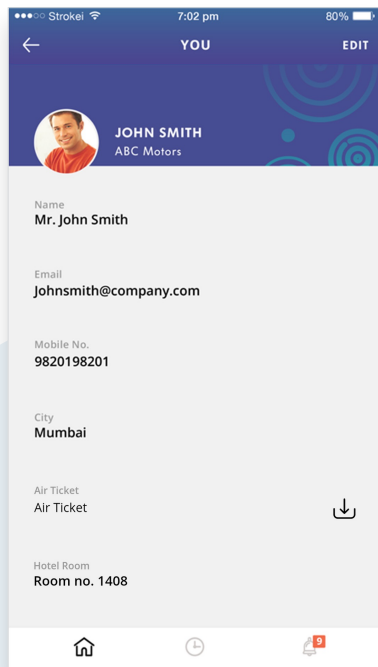 Strokei 7:02 pm 80%
YOU EDIT
JOHN SMITH
ABC Motors
Name
Mr. John Smith
Email
Johnsmith@company.com
Mobile No.
9820198201
City
Mumbai
Air Ticket
Air Ticket
Hotel Room
Room no. 1408
9